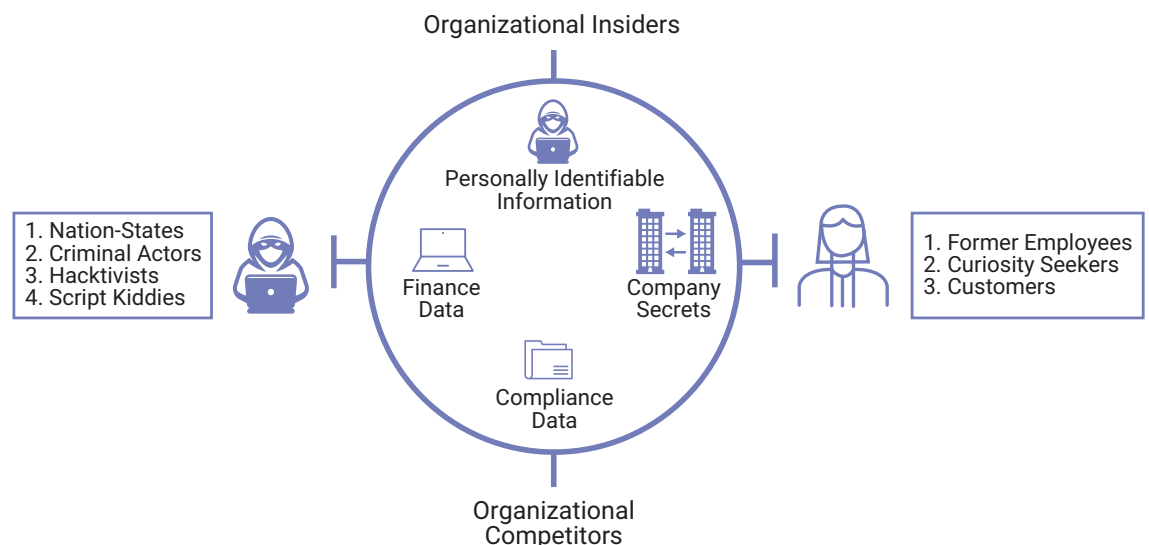 Organizational Insiders
Personally Identifiable
Information
1. Nation-States
2. Criminal Actors
3. Hacktivists
4. Script Kiddies
Finance
Data
Company
Secrets
1. Former Employees
2. Curiosity Seekers
3. Customers
Compliance
Data
Organizational
Competitors